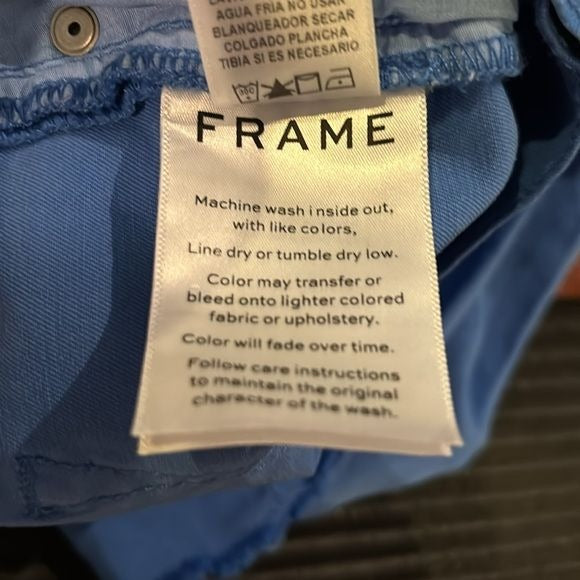 AGUA FRIA NO USAR
BLANQUEADOR SECAR
COLGADO PLANCHA
TIBIA SI ES NECESARIO
FRAME
Machine wash inside out,
with like colors,
Line dry or tumble dry low.
Color may transfer or
bleed onto lighter colored
fabric or upholstery.
Color will fade over time.
Follow care instructions
to maintain the original
character of the wash.